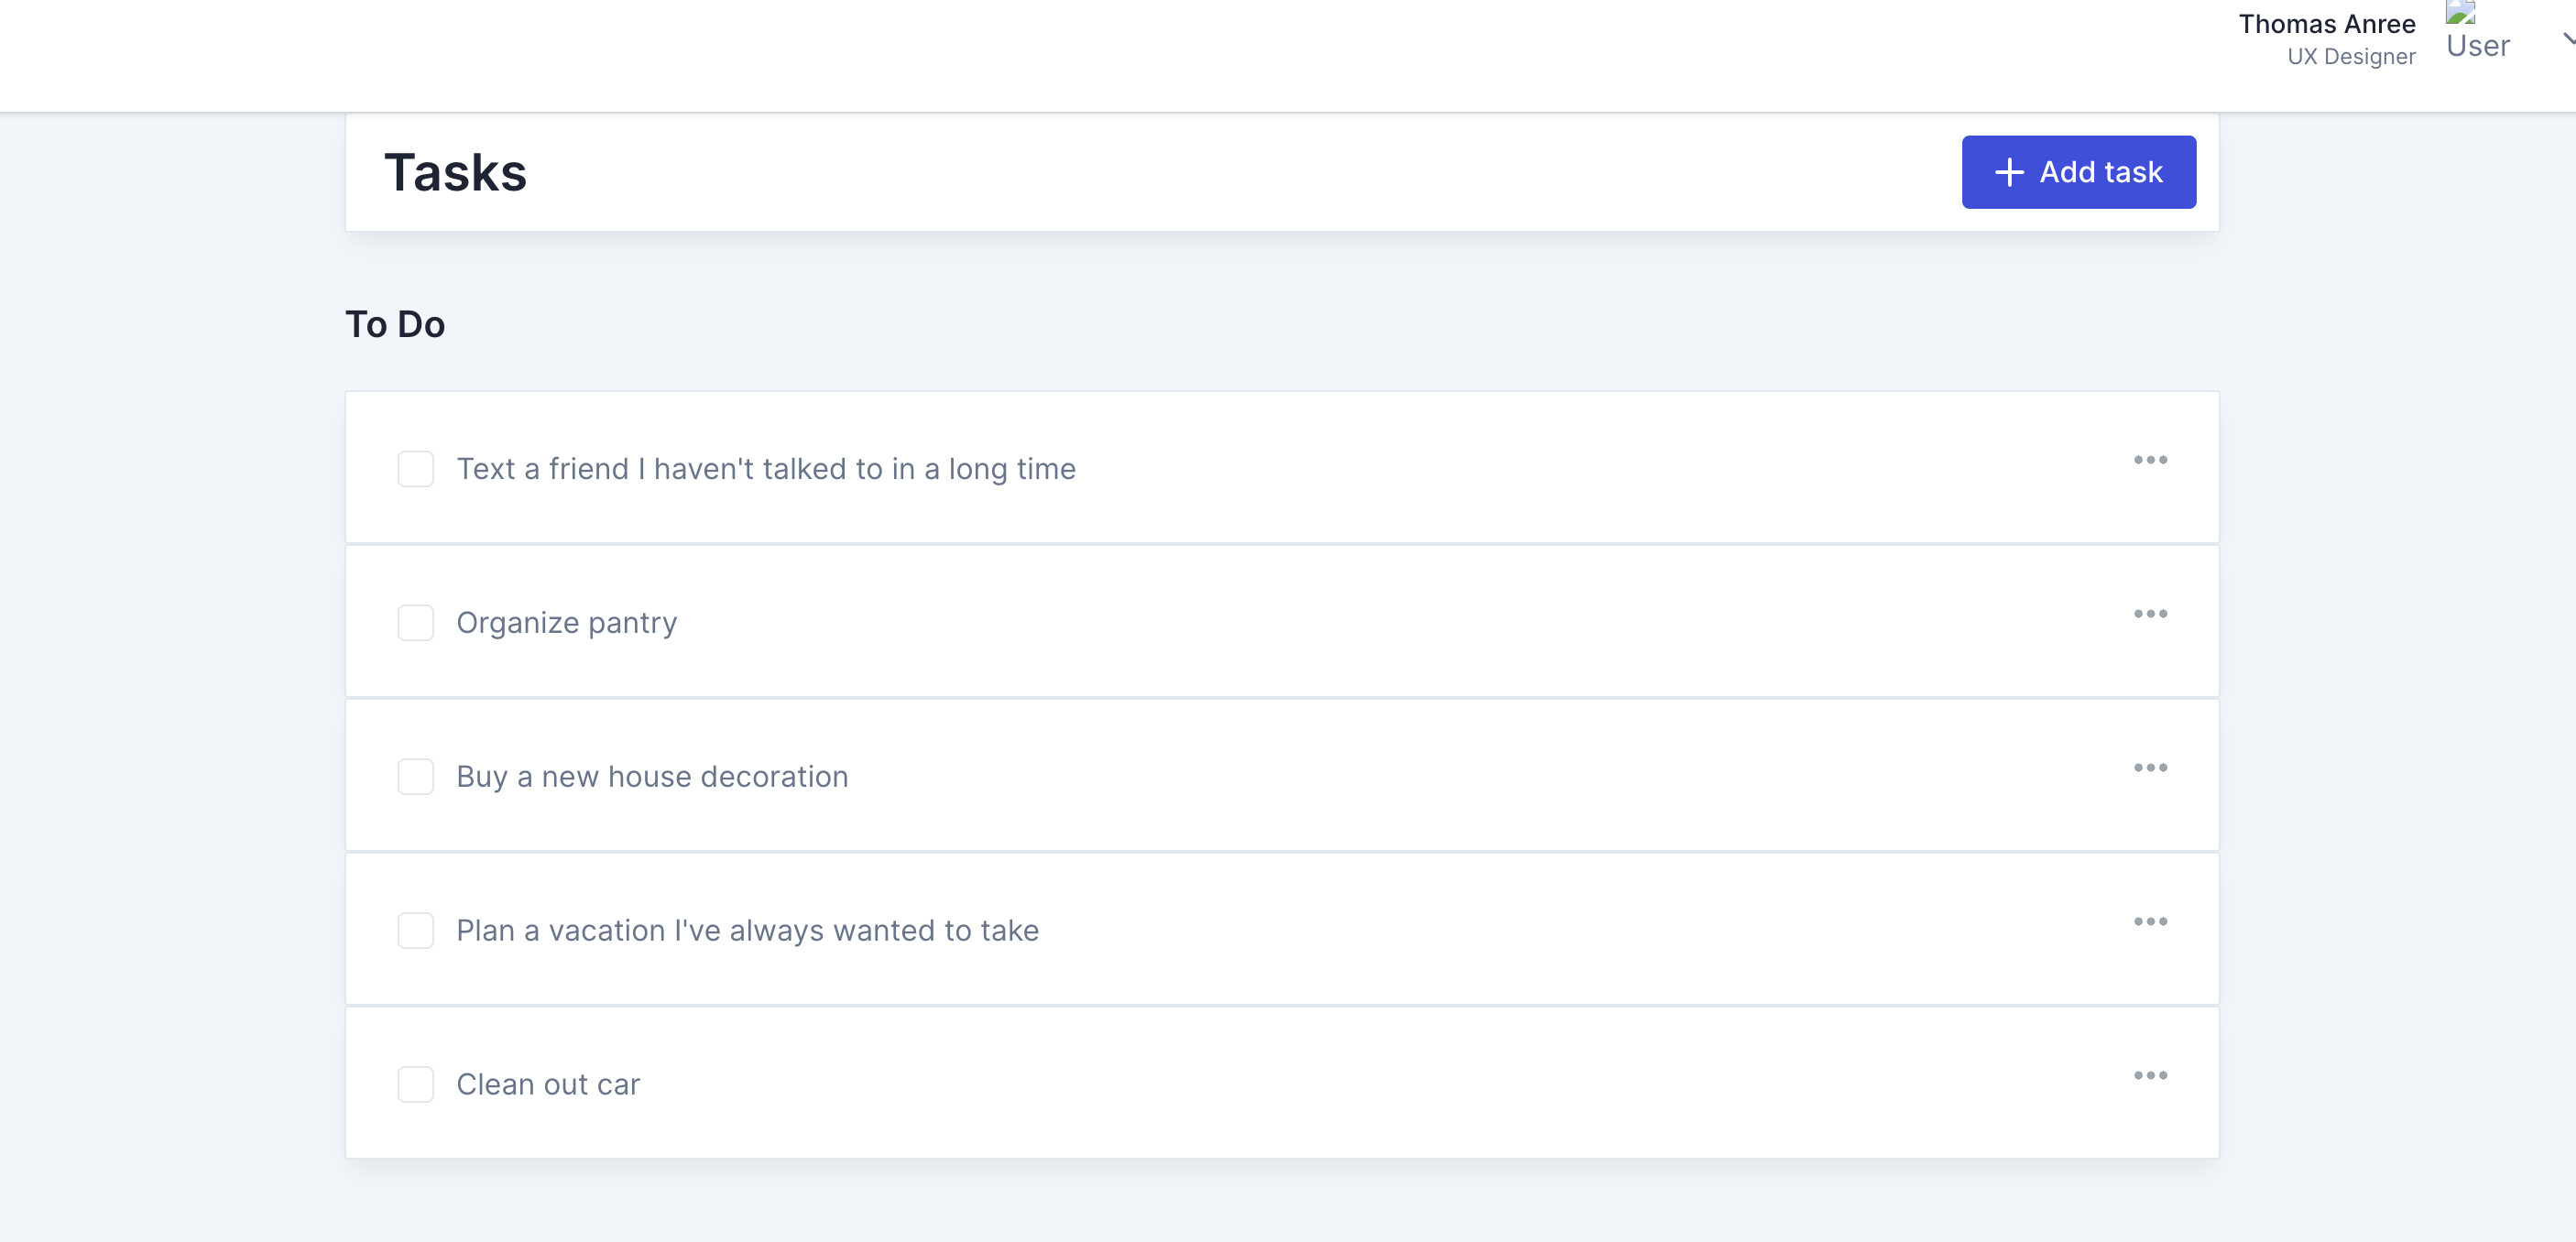 Thomas Anree
UX Designer
User
Tasks
Add task
To Do
Text a friend I haven't talked to in a long time
Organize pantry
Buy a new house decoration
Plan a vacation I've always wanted to take
Clean out car